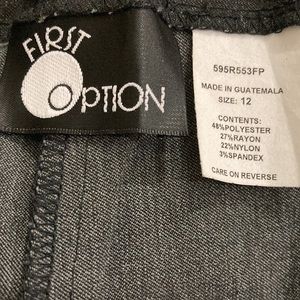 FIRST
OPTION
595R553FP
MADE IN GUATEMALA
SIZE: 12
CONTENTS:
48%POLYESTER
27%RAYON
22%NYLON
3%SPANDEX
CARE ON REVERSE